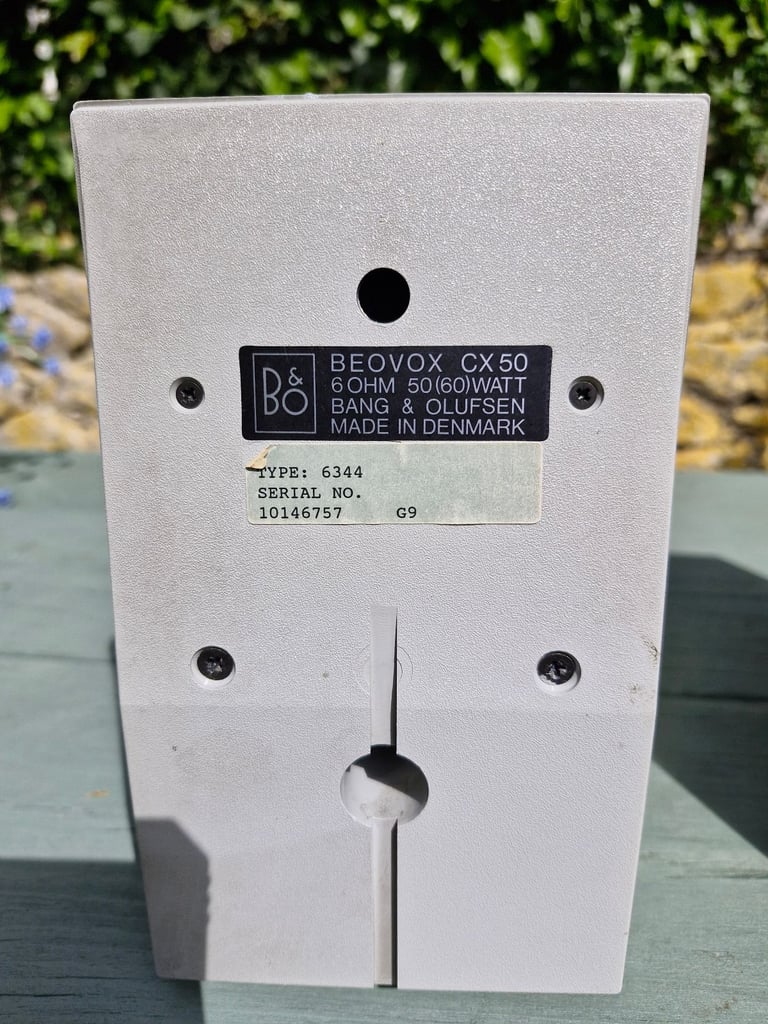 B&O
BEOVOX CX50
6 OHM 50(60)WATT
BANG & OLUFSEN
MADE IN DENMARK
TYPE: 6344
SERIAL NO.
10146757 G9